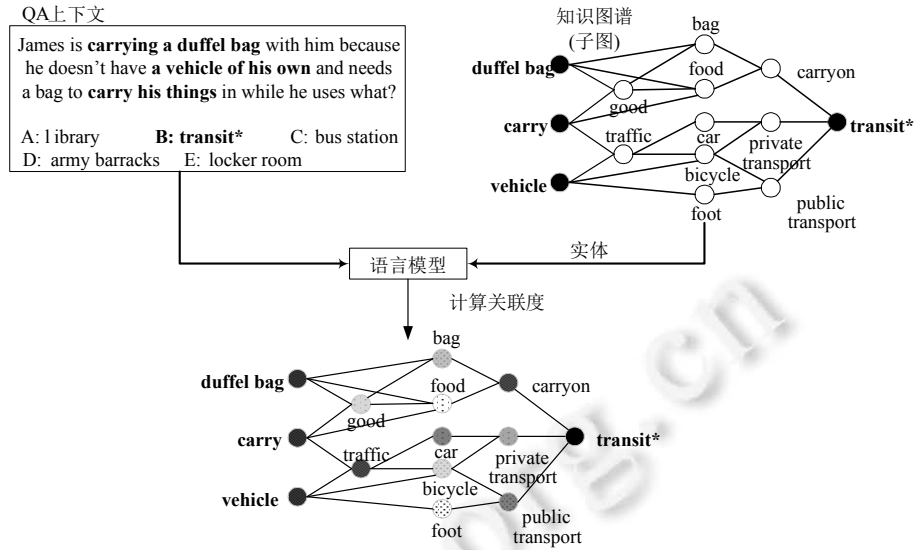 QA上下文
James is carrying a duffel bag with him because
he doesn't have a vehicle of his own and needs
a bag to carry his things in while he uses what?
A: l ibrary B: transit* C: bus station
D: army barracks E: locker room
知识图谱
(子图)
bag
duffel bag
food
carryon
good
carry
transit*
traffic
car
private
transport
bicycle
vehicle
foot
public
transport
语言模型
实体
计算关联度
bag
duffel bag
food
carryon
good
carry
transit*
traffic
car
private
transport
bicycle
vehicle
foot
public
transport
org.cn